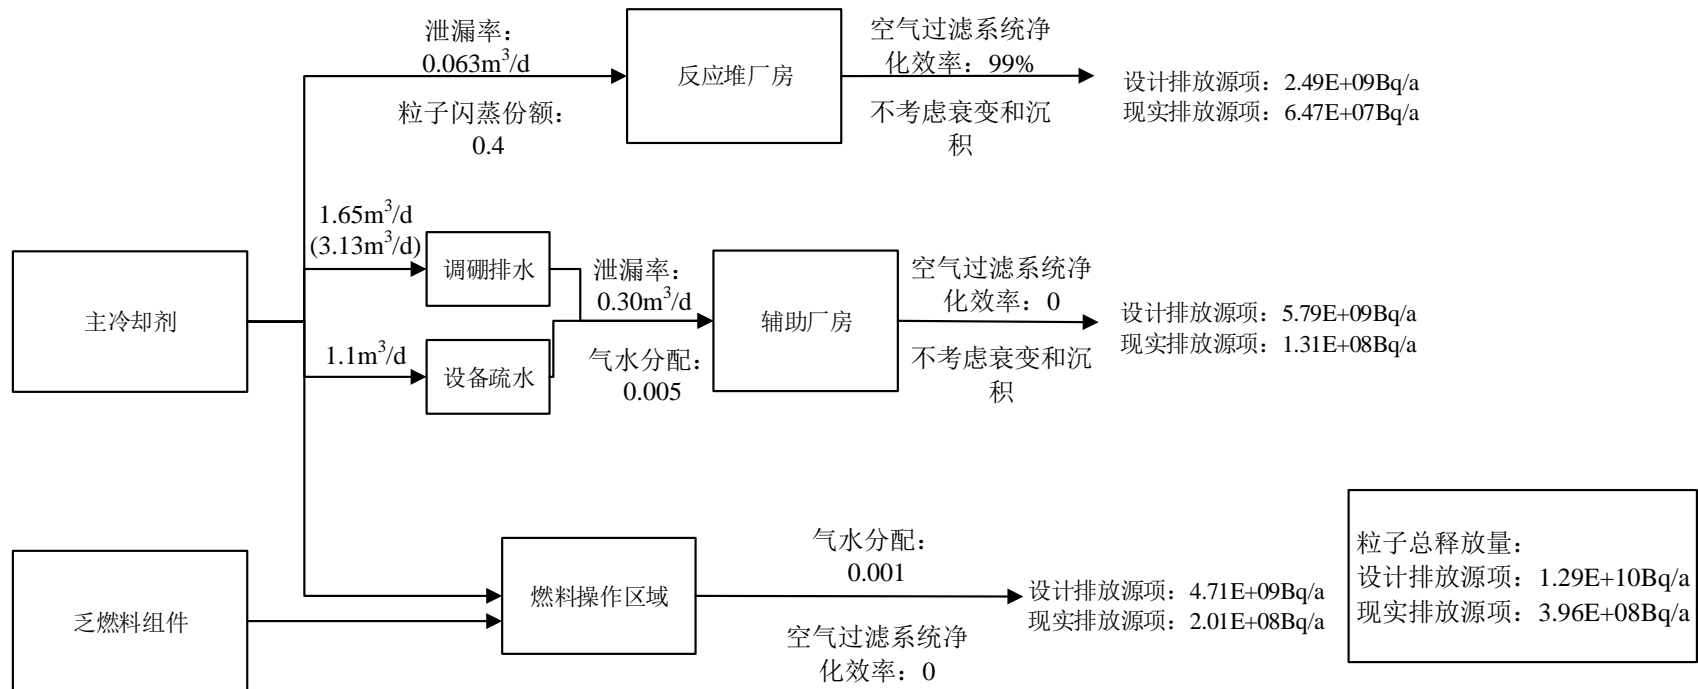 泄漏率：
0.063m³/d
粒子闪蒸份额：
0.4
反应堆厂房
空气过滤系统净
化效率：99%
不考虑衰变和沉
积
设计排放源项：2.49E+09Bq/a
现实排放源项：6.47E+07Bq/a
主冷却剂
1.65m³/d
(3.13m³/d)
调硼排水
1.1m³/d
设备疏水
泄漏率：
0.30m³/d
气水分配：
0.005
辅助厂房
空气过滤系统净
化效率：0
不考虑衰变和沉
积
设计排放源项：5.79E+09Bq/a
现实排放源项：1.31E+08Bq/a
乏燃料组件
燃料操作区域
气水分配：
0.001
空气过滤系统净
化效率：0
设计排放源项：4.71E+09Bq/a
现实排放源项：2.01E+08Bq/a
粒子总释放量：
设计排放源项：1.29E+10Bq/a
现实排放源项：3.96E+08Bq/a